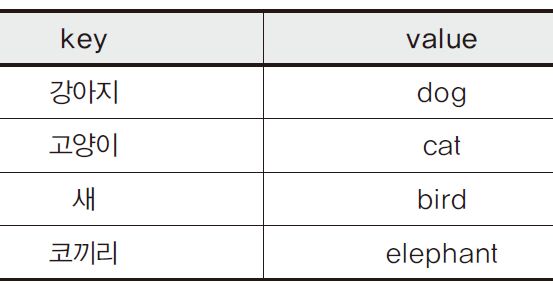 key value
강아지 dog
고양이 cat
새 bird
코끼리 elephant